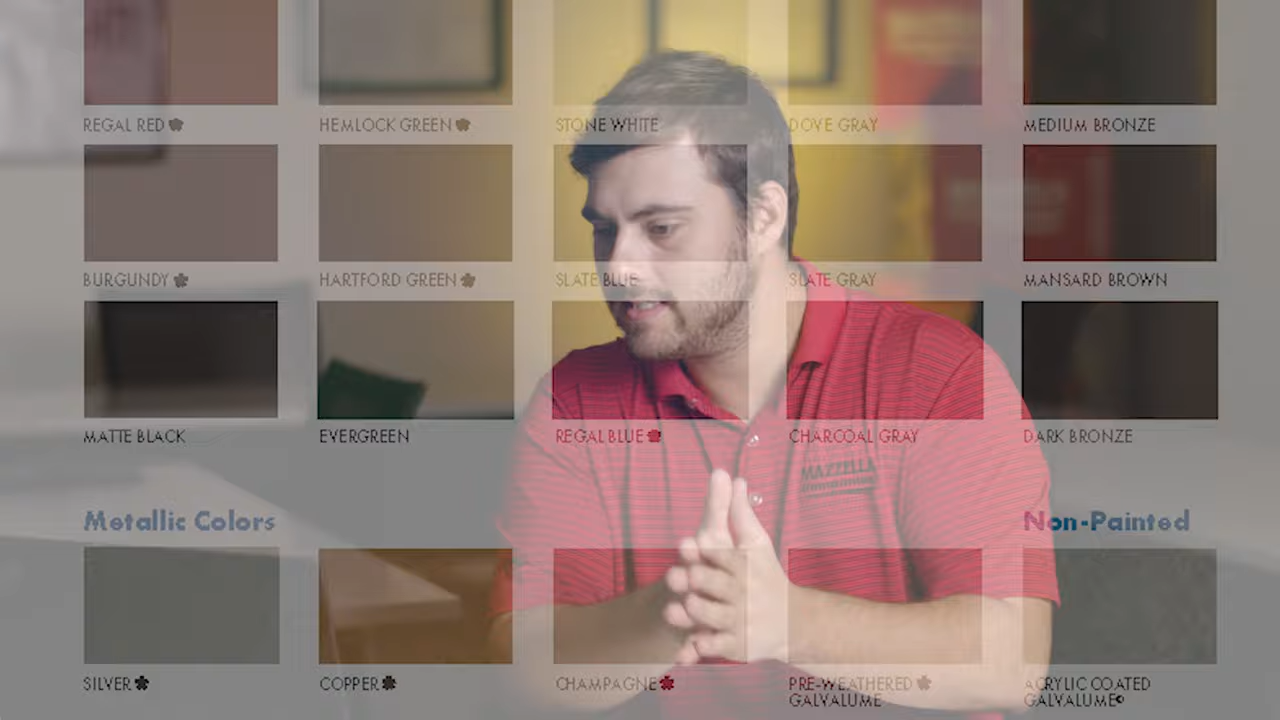 REGAL RED
HEMLOCK GREEN
STONE WHITE
DOVE GRAY
MEDIUM BRONZE
BURGUNDY
HARTFORD GREEN
SLATE BLUE
SLATE GRAY
MANSARD BROWN
MATTE BLACK
EVERGREEN
REGAL BLUE
CHARCOAL GRAY
DARK BRONZE
MAZZELLA
Metallic Colors
Non-Painted
SILVER
COPPER
CHAMPAGNE
PRE-WEATHERED
GALVALUME
ACRYLIC COATED
GALVALUME®